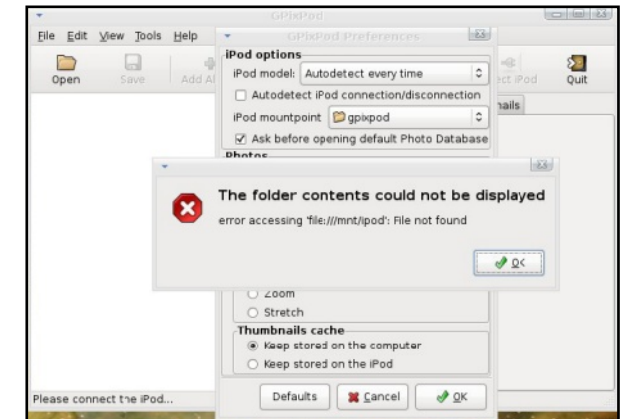 GPixPod
File Edit View Tools Help
GPixPod Preferences
Open Save Add Al
ect iPod Quit
nails
iPod options
iPod model: Autodetect every time
Autodetect iPod connection/disconnection
iPod mountpoint gpixpod
Ask before opening default Photo Database
Photos
The folder contents could not be displayed
error accessing 'file:///mnt/ipod': File not found
OK
Zoom
Stretch
Thumbnails cache
Keep stored on the computer
Keep stored on the iPod
Please connect the iPod...
Defaults Cancel OK